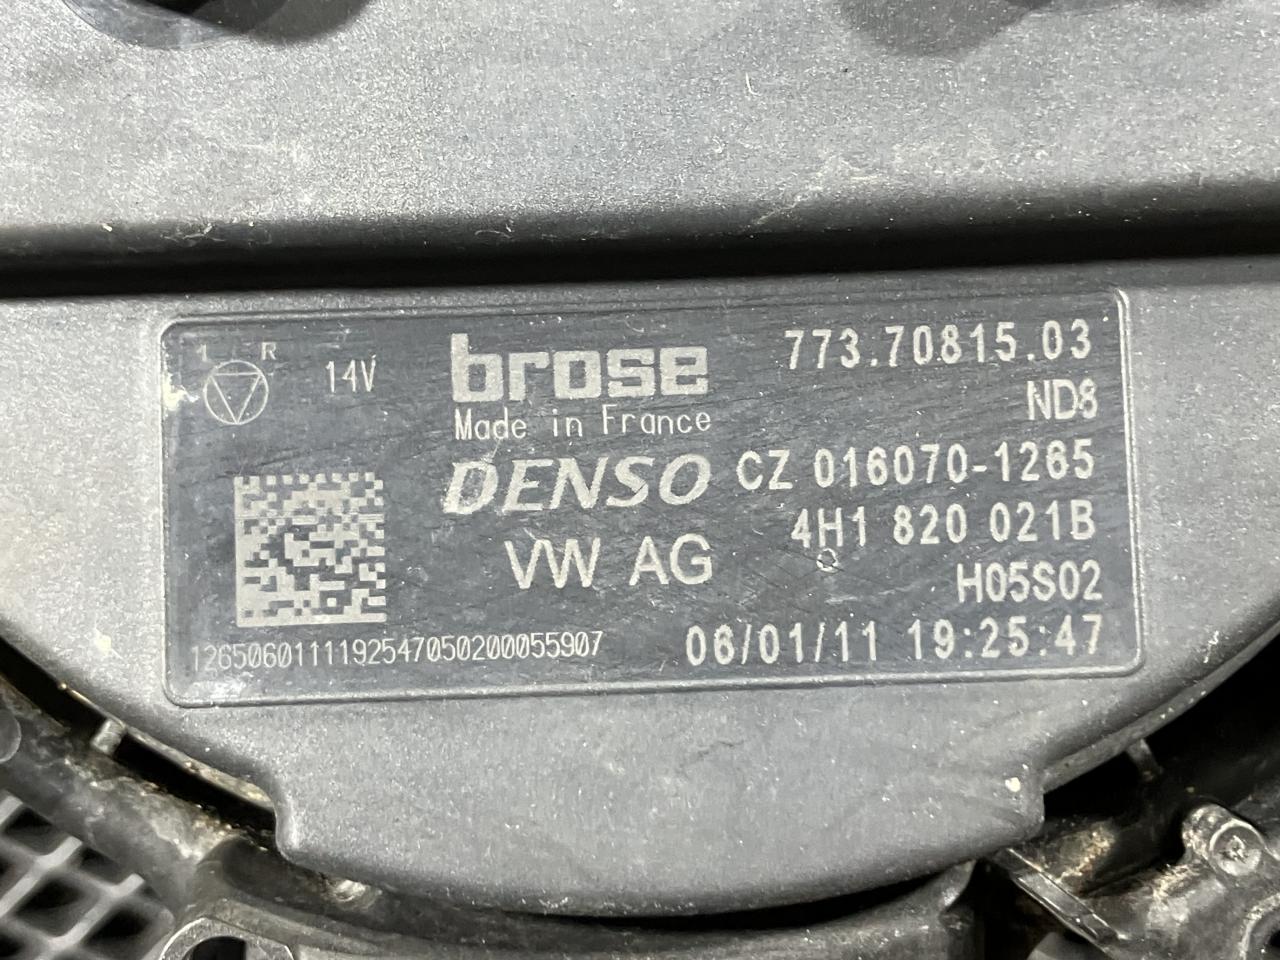 1 R
14V
brose
773.70815.03
Made in France
ND8
DENSO CZ 016070-1265
VW AG
4H1 820 021B
H05S02
06/01/11 19:25:47
1265060111192547050200055907